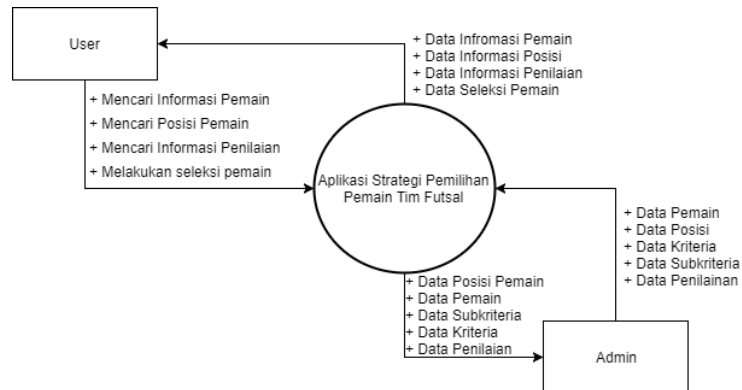 User
+ Data Infromasi Pemain
+ Data Informasi Posisi
+ Data Informasi Penilaian
+ Data Seleksi Pemain
+ Mencari Informasi Pemain
+ Mencari Posisi Pemain
+ Mencari Informasi Penilaian
+ Melakukan seleksi pemain
Aplikasi Strategi Pemilihan
Pemain Tim Futsal
+ Data Pemain
+ Data Posisi
+ Data Kriteria
+ Data Subkriteria
+ Data Penilainan
+ Data Posisi Pemain
+ Data Pemain
+ Data Subkriteria
+ Data Kriteria
+ Data Penilaian
Admin